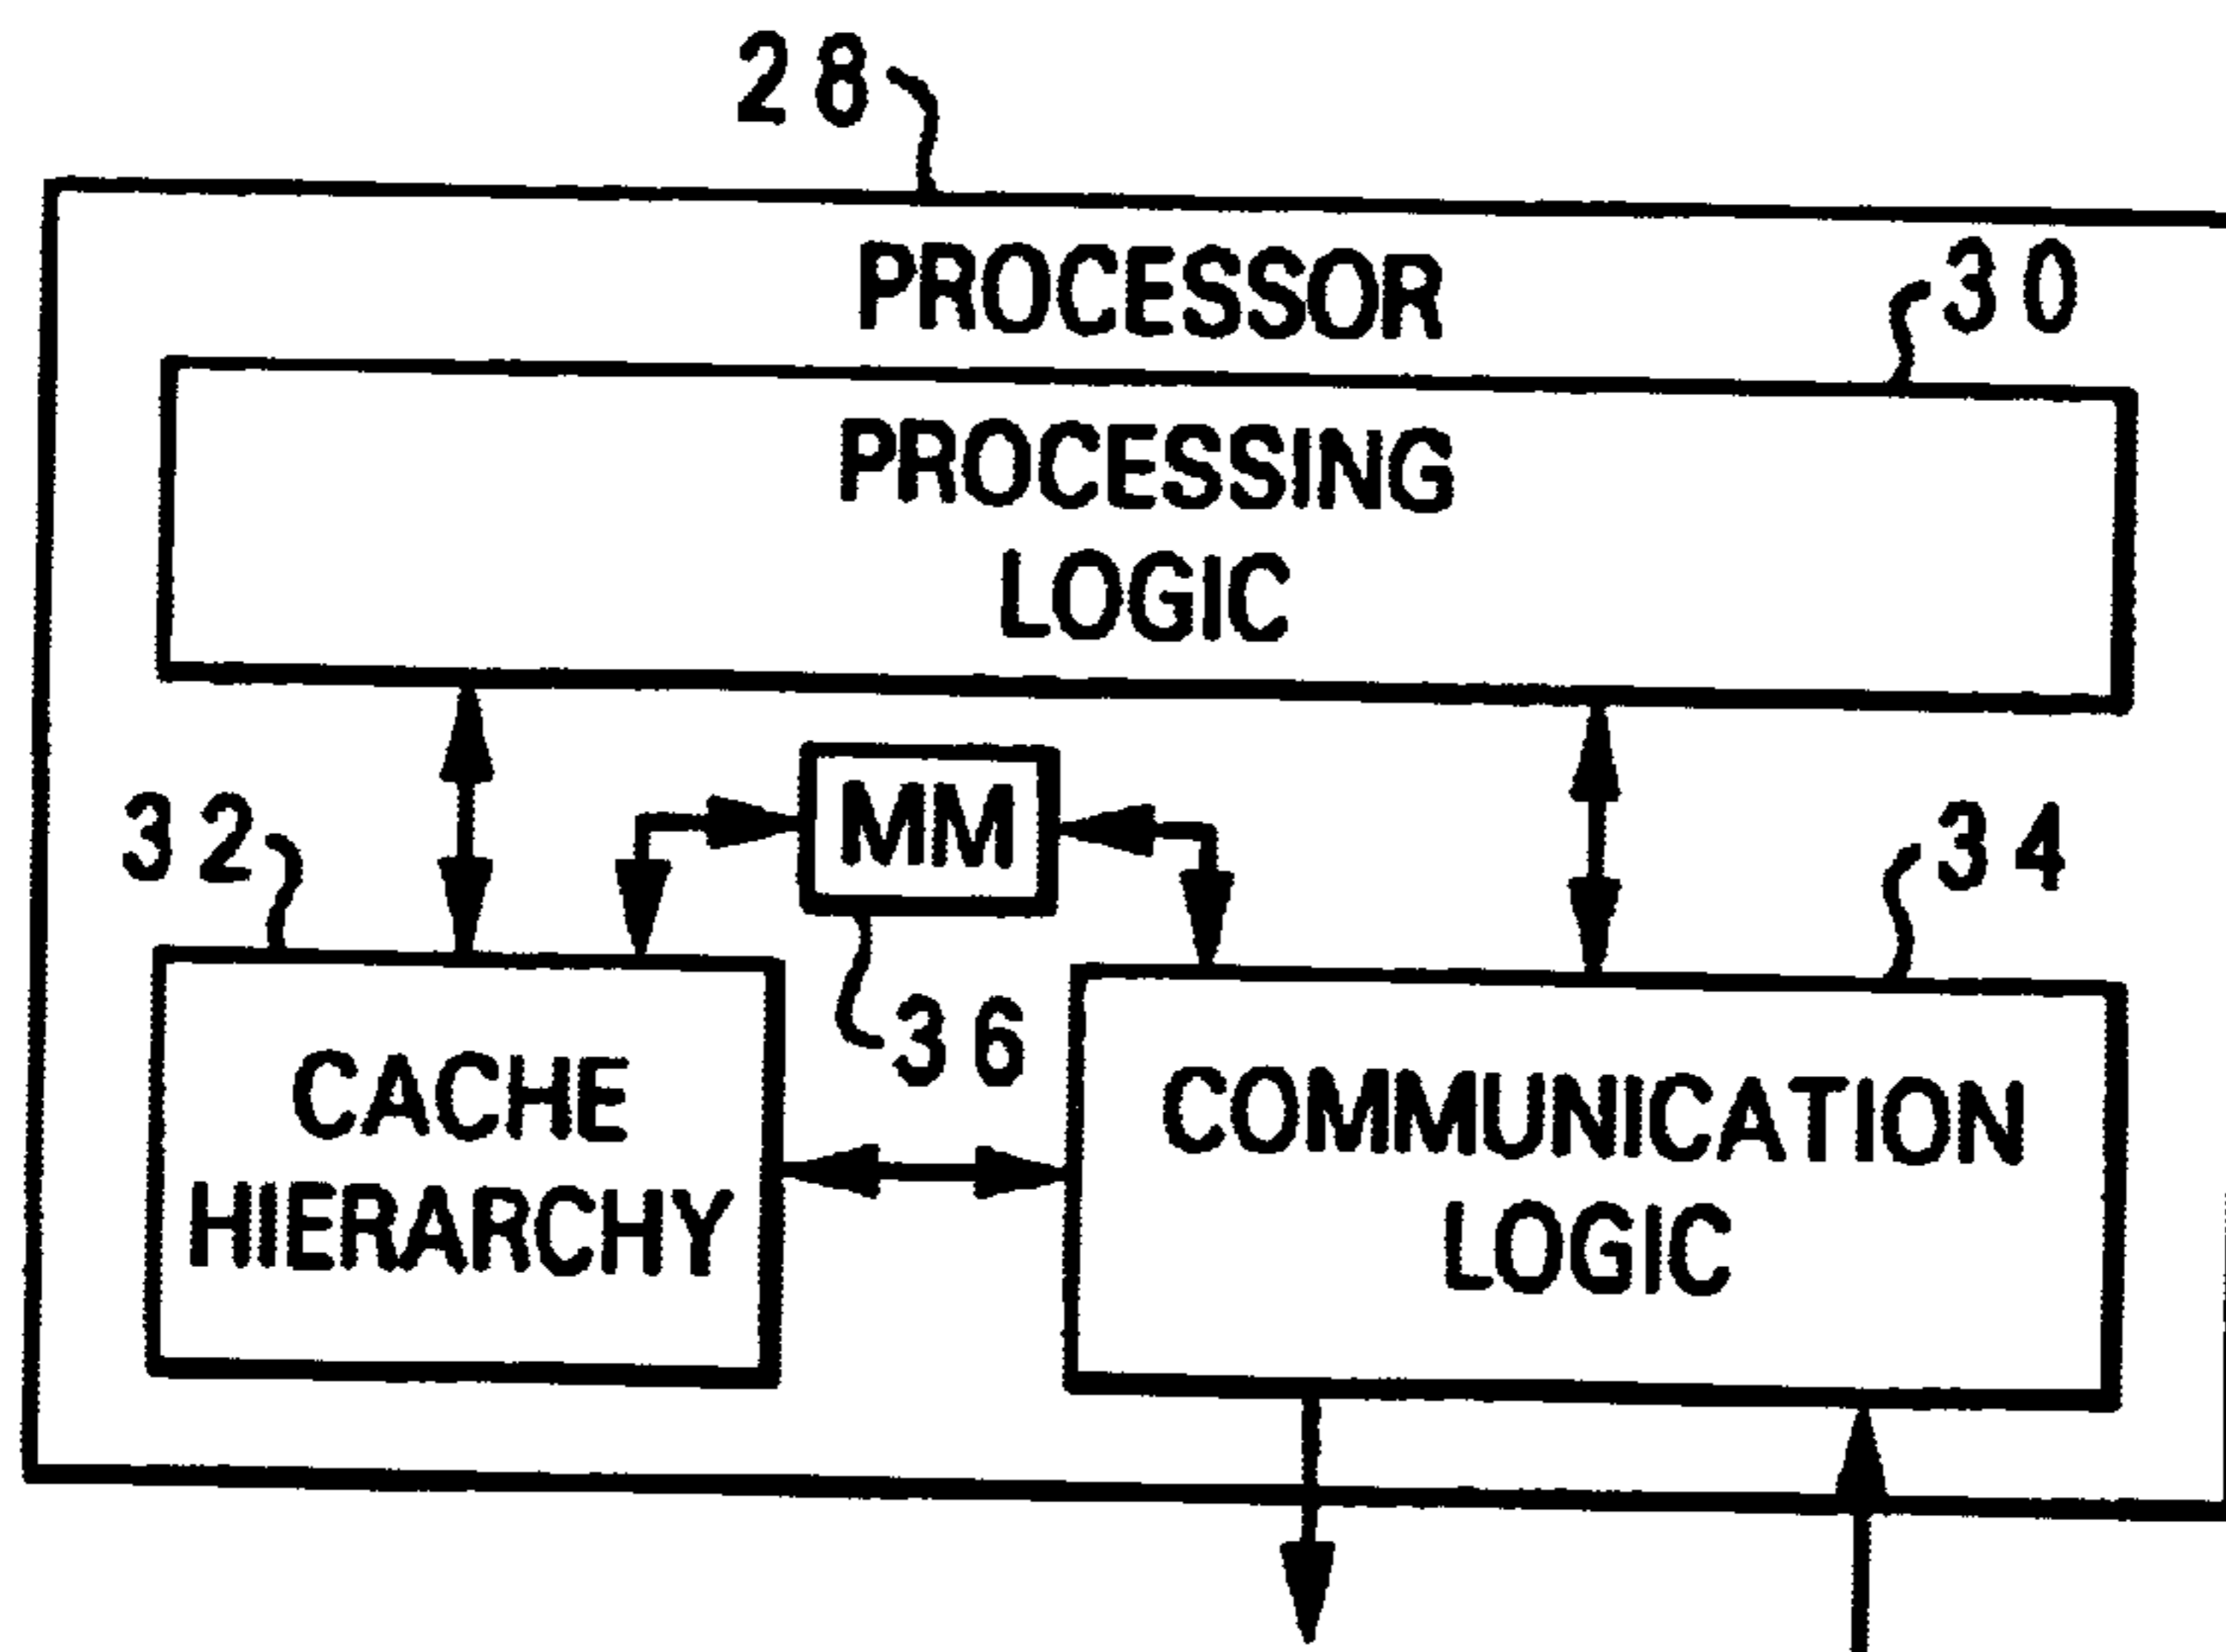 28
PROCESSOR
30
PROCESSING
LOGIC
32
MM
34
36
CACHE
HIERARCHY
COMMUNICATION
LOGIC